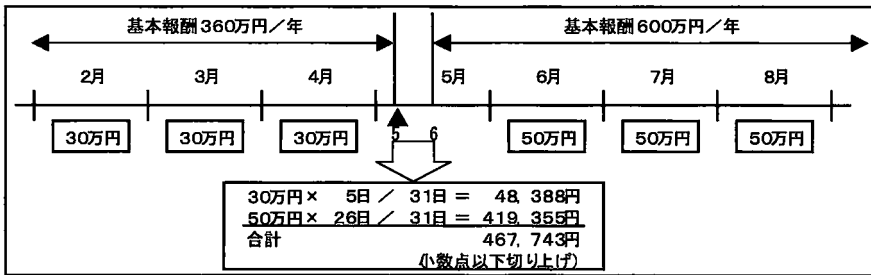 基本報酬360万円/年 基本報酬600万円/年
2月 3月 4月 5月 6月 7月 8月
30万円 30万円 30万円 5 6 50万円 50万円 50万円
30万円× 5日 / 31日= 48,388円
50万円× 26日 / 31日= 419,355円
合計 467,743円
(小数点以下切り上げ)